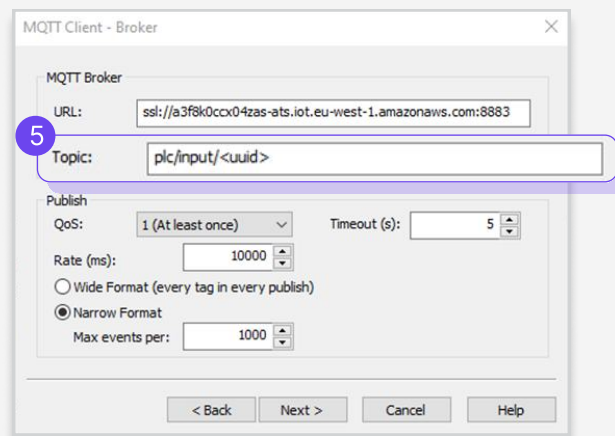 MQTT Client - Broker
MQTT Broker
URL: ssl://a3f8k0ccx04zas-ats.iot.eu-west-1.amazonaws.com:8883
5
Topic: plc/input/<uuid>
Publish
QoS: 1 (At least once) Timeout (s): 5
Rate (ms): 10000
Wide Format (every tag in every publish)
Narrow Format
Max events per: 1000
< Back Next > Cancel Help